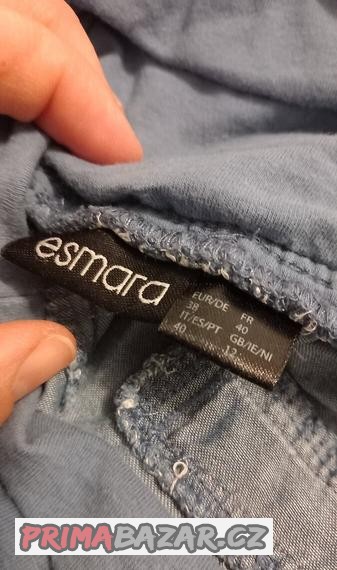 esmara
EUR/DE FR
38 40
IT/ES/PT GB/IE/NI
40 12
PRIMABAZAR.CZ